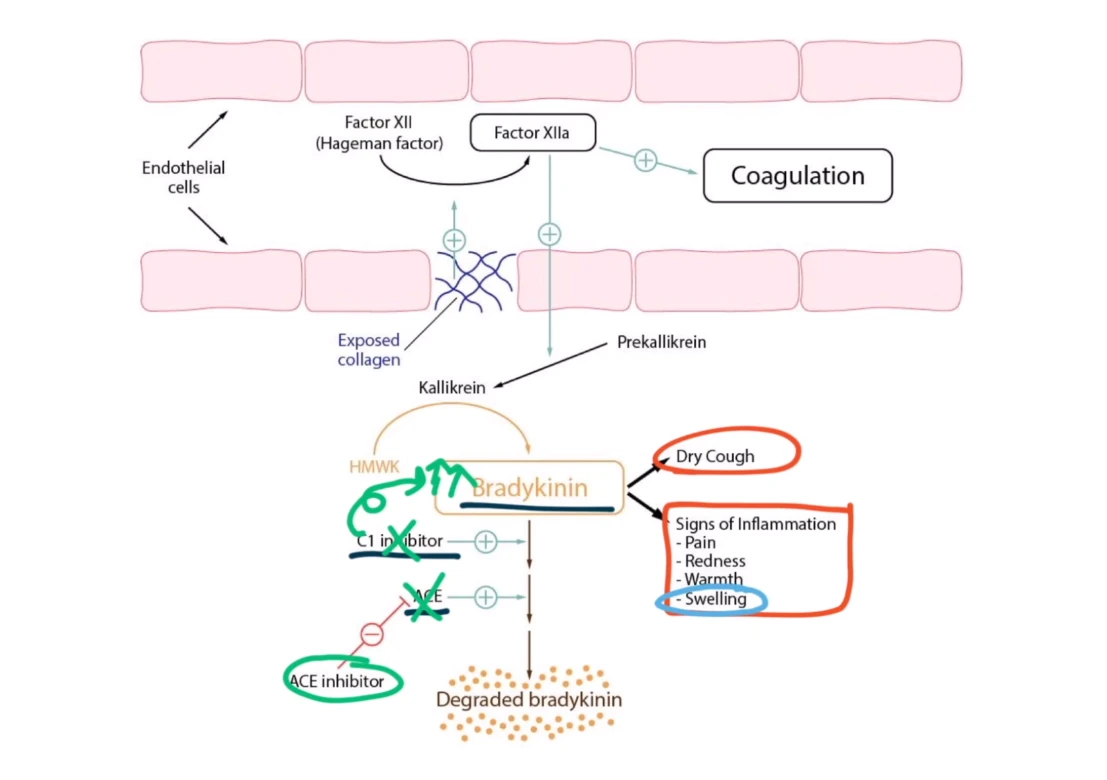 Factor XII
(Hageman factor)
Factor XIIa
Coagulation
Endothelial
cells
Exposed
collagen
Prekallikrein
Kallikrein
HMWK
Bradykinin
Dry Cough
Signs of Inflammation
- Pain
- Redness
- Warmth
- Swelling
C1 inhibitor
ACE
ACE inhibitor
Degraded bradykinin